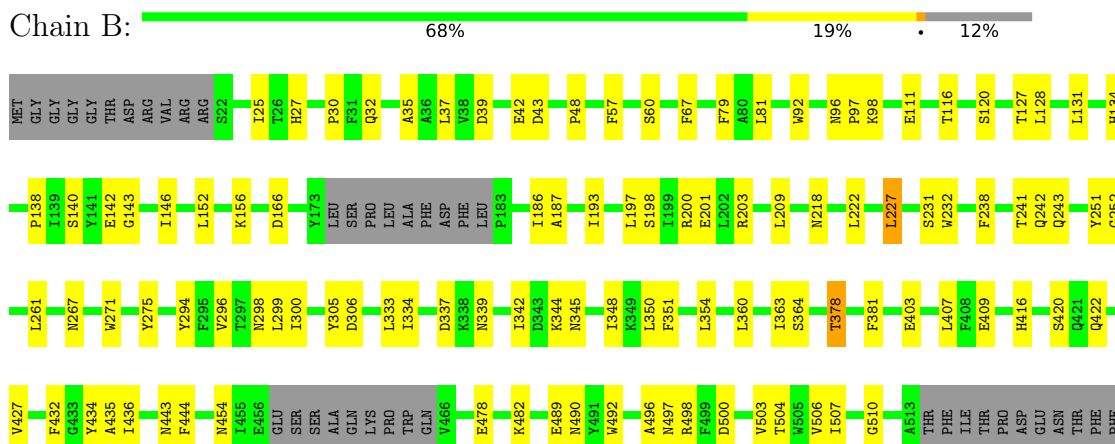 Chain B:
68% 19% • 12%
MET GLY GLY GLY GLY THR ASP ARG VAL ARG ARG S22 I25 T26 H27 P30 F31 Q32 A35 A36 L37 V38 D39 E42 D43 P48 F57 S60 F67 F79 A80 L81 W92 N96 P97 K98 E111 T116 S120 T127 L128 L131 H134
P138 I139 S140 Y141 E142 G143 I146 L152 K156 D166 Y173 LEU SER PRO LEU ALA PHE ASP PHE LEU P183 I186 A187 I193 L197 S198 I199 R200 E201 L202 R203 L209 N218 L222 L227 S231 W232 F238 T241 Q242 Q243 Y251
L261 N267 W271 Y275 Y294 F295 V296 T297 N298 L299 I300 Y305 D306 L333 I334 D337 K338 N339 I342 D343 K344 N345 I348 K349 L350 F351 L354 L360 I363 S364 T378 F381 E403 L407 F408 E409 H416 S420 Q421 Q422
V427 F432 G433 Y434 A435 I436 N443 F444 N454 I455 E456 GLU SER SER ALA GLN LYS PRO TRP GLN V466 E478 K482 E489 N490 Y491 W492 A496 N497 R498 F499 D500 V503 T504 W505 V506 I507 G510 A513 THR PHE ILE THR PRO ASP GLU ASN THR PHE